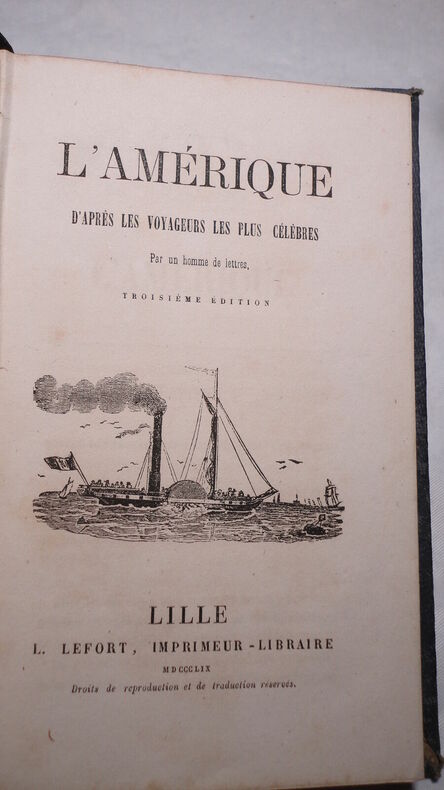 L'AMÉRIQUE
D'APRÈS LES VOYAGEURS LES PLUS CÉLÈBRES
Par un homme de lettres.
TROISIÈME ÉDITION
LILLE
L. LEFORT, IMPRIMEUR-LIBRAIRE
MDCCCLIX
Droits de reproduction et de traduction réservés.